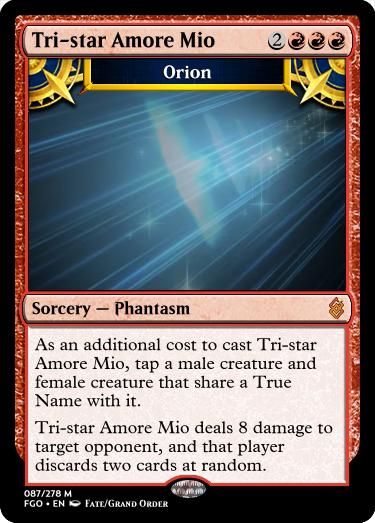 Tri-star Amore Mio 2
Orion
Sorcery — Phantasm
As an additional cost to cast Tri-star
Amore Mio, tap a male creature and
female creature that share a True
Name with it.
Tri-star Amore Mio deals 8 damage to
target opponent, and that player
discards two cards at random.
087/278 M
FGO • EN Fate/Grand Order